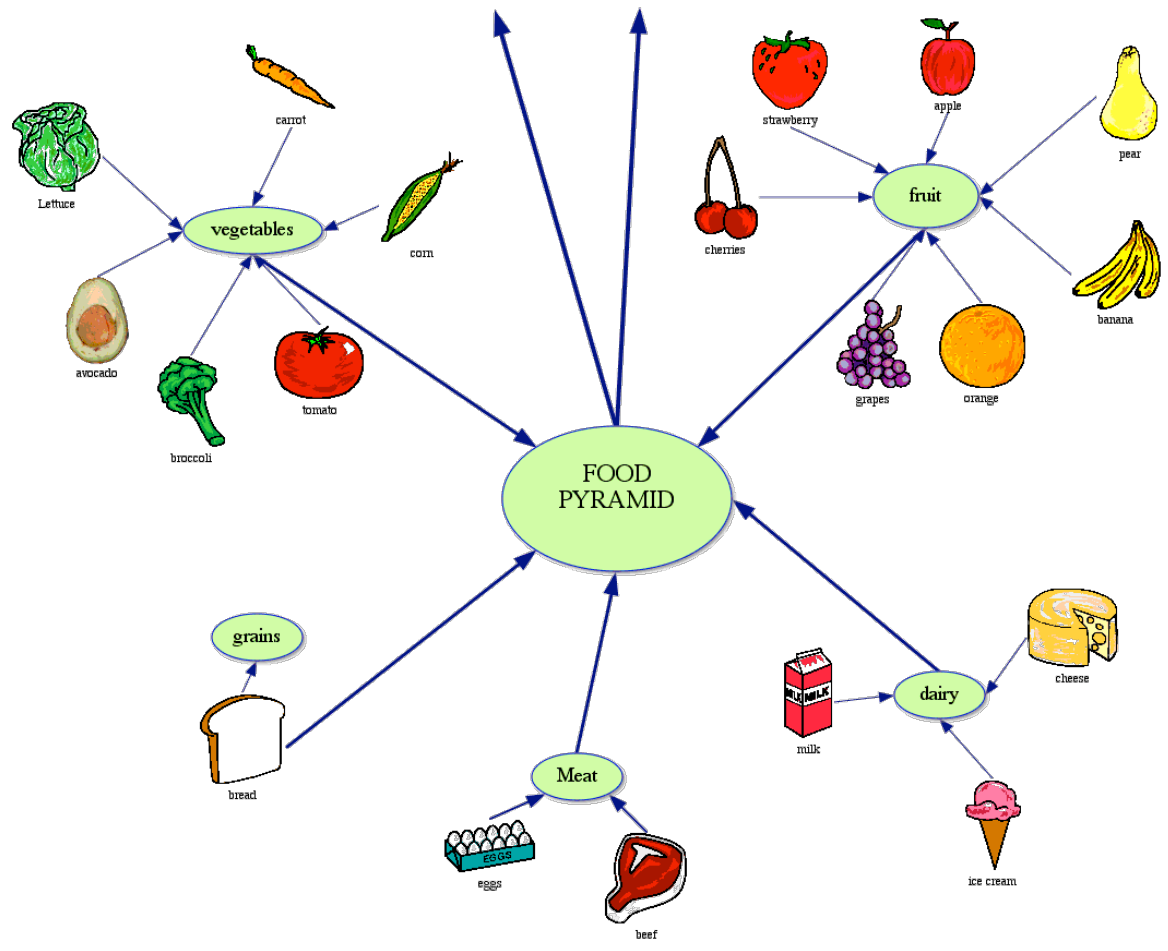 carrot
Lettuce
vegetables
corn
avocado
tomato
broccoli
strawberry
apple
pear
fruit
cherries
banana
grapes
orange
FOOD
PYRAMID
grains
bread
Meat
EGGS
eggs
beef
MILK MILK
milk
dairy
cheese
ice cream